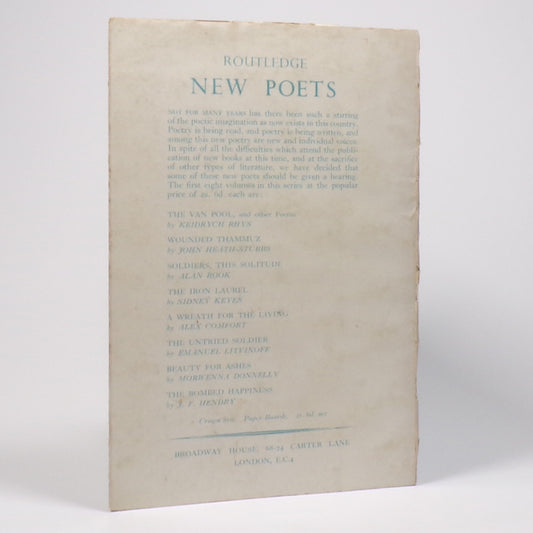 ROUTLEDGE
NEW POETS
NOT FOR MANY YEARS has there been such a stirring
of the poetic imagination as now exists in this country.
Poetry is being read, and poetry is being written, and
among this new poetry are new and individual voices.
In spite of all the difficulties which attend the publi-
cation of new books at this time, and at the sacrifice
of other types of literature, we have decided that
some of these new poets should be given a hearing.
The first eight volumes in this series at the popular
price of 2s. 6d. each are:
THE VAN POOL, and other Poems
by KEIDRYCH RHYS
WOUNDED THAMMUZ
by JOHN HEATH-STUBBS
SOLDIERS, THIS SOLITUDE
by ALAN ROOK
THE IRON LAUREL
by SIDNEY KEYES
A WREATH FOR THE LIVING
by ALEX COMFORT
THE UNTRIED SOLDIER
by EMANUEL LITVINOFF
BEAUTY FOR ASHES
by MORWENNA DONNELLY
THE BOMBED HAPPINESS
by J. F. HENDRY
Crown 8vo. Paper Boards. 2s 6d. net
BROADWAY HOUSE, 68-74 CARTER LANE
LONDON, E.C.4